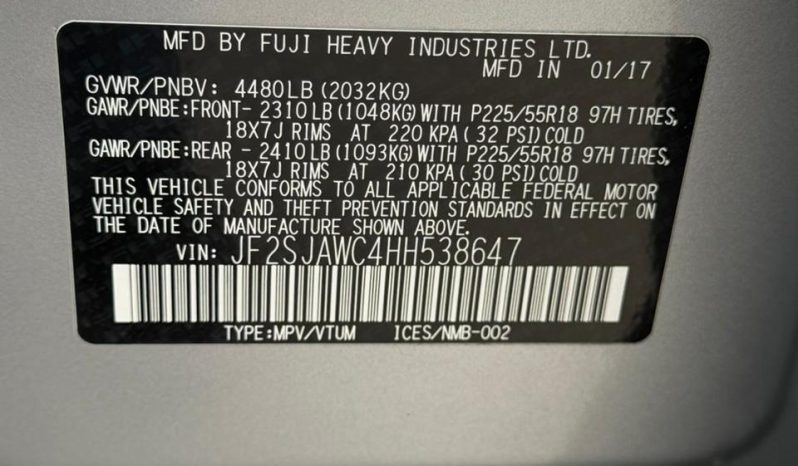 MFD BY FUJI HEAVY INDUSTRIES LTD.
MFD IN 01/17
GVWR/PNBV: 4480LB (2032KG)
GAWR/PNBE:FRONT- 2310LB(1048KG)WITH P225/55R18 97H TIRES,
18X7J RIMS AT 220 KPA( 32 PSI)COLD
GAWR/PNBE:REAR - 2410LB(1093KG)WITH P225/55R18 97H TIRES,
18X7J RIMS AT 210 KPA( 30 PSI)COLD
THIS VEHICLE CONFORMS TO ALL APPLICABLE FEDERAL MOTOR
VEHICLE SAFETY AND THEFT PREVENTION STANDARDS IN EFFECT ON
THE DATE OF MANUFACTURE SHOWN ABOVE.
VIN: JF2SJAWC4HH538647
TYPE:MPV/VTUM ICES/NMB-002